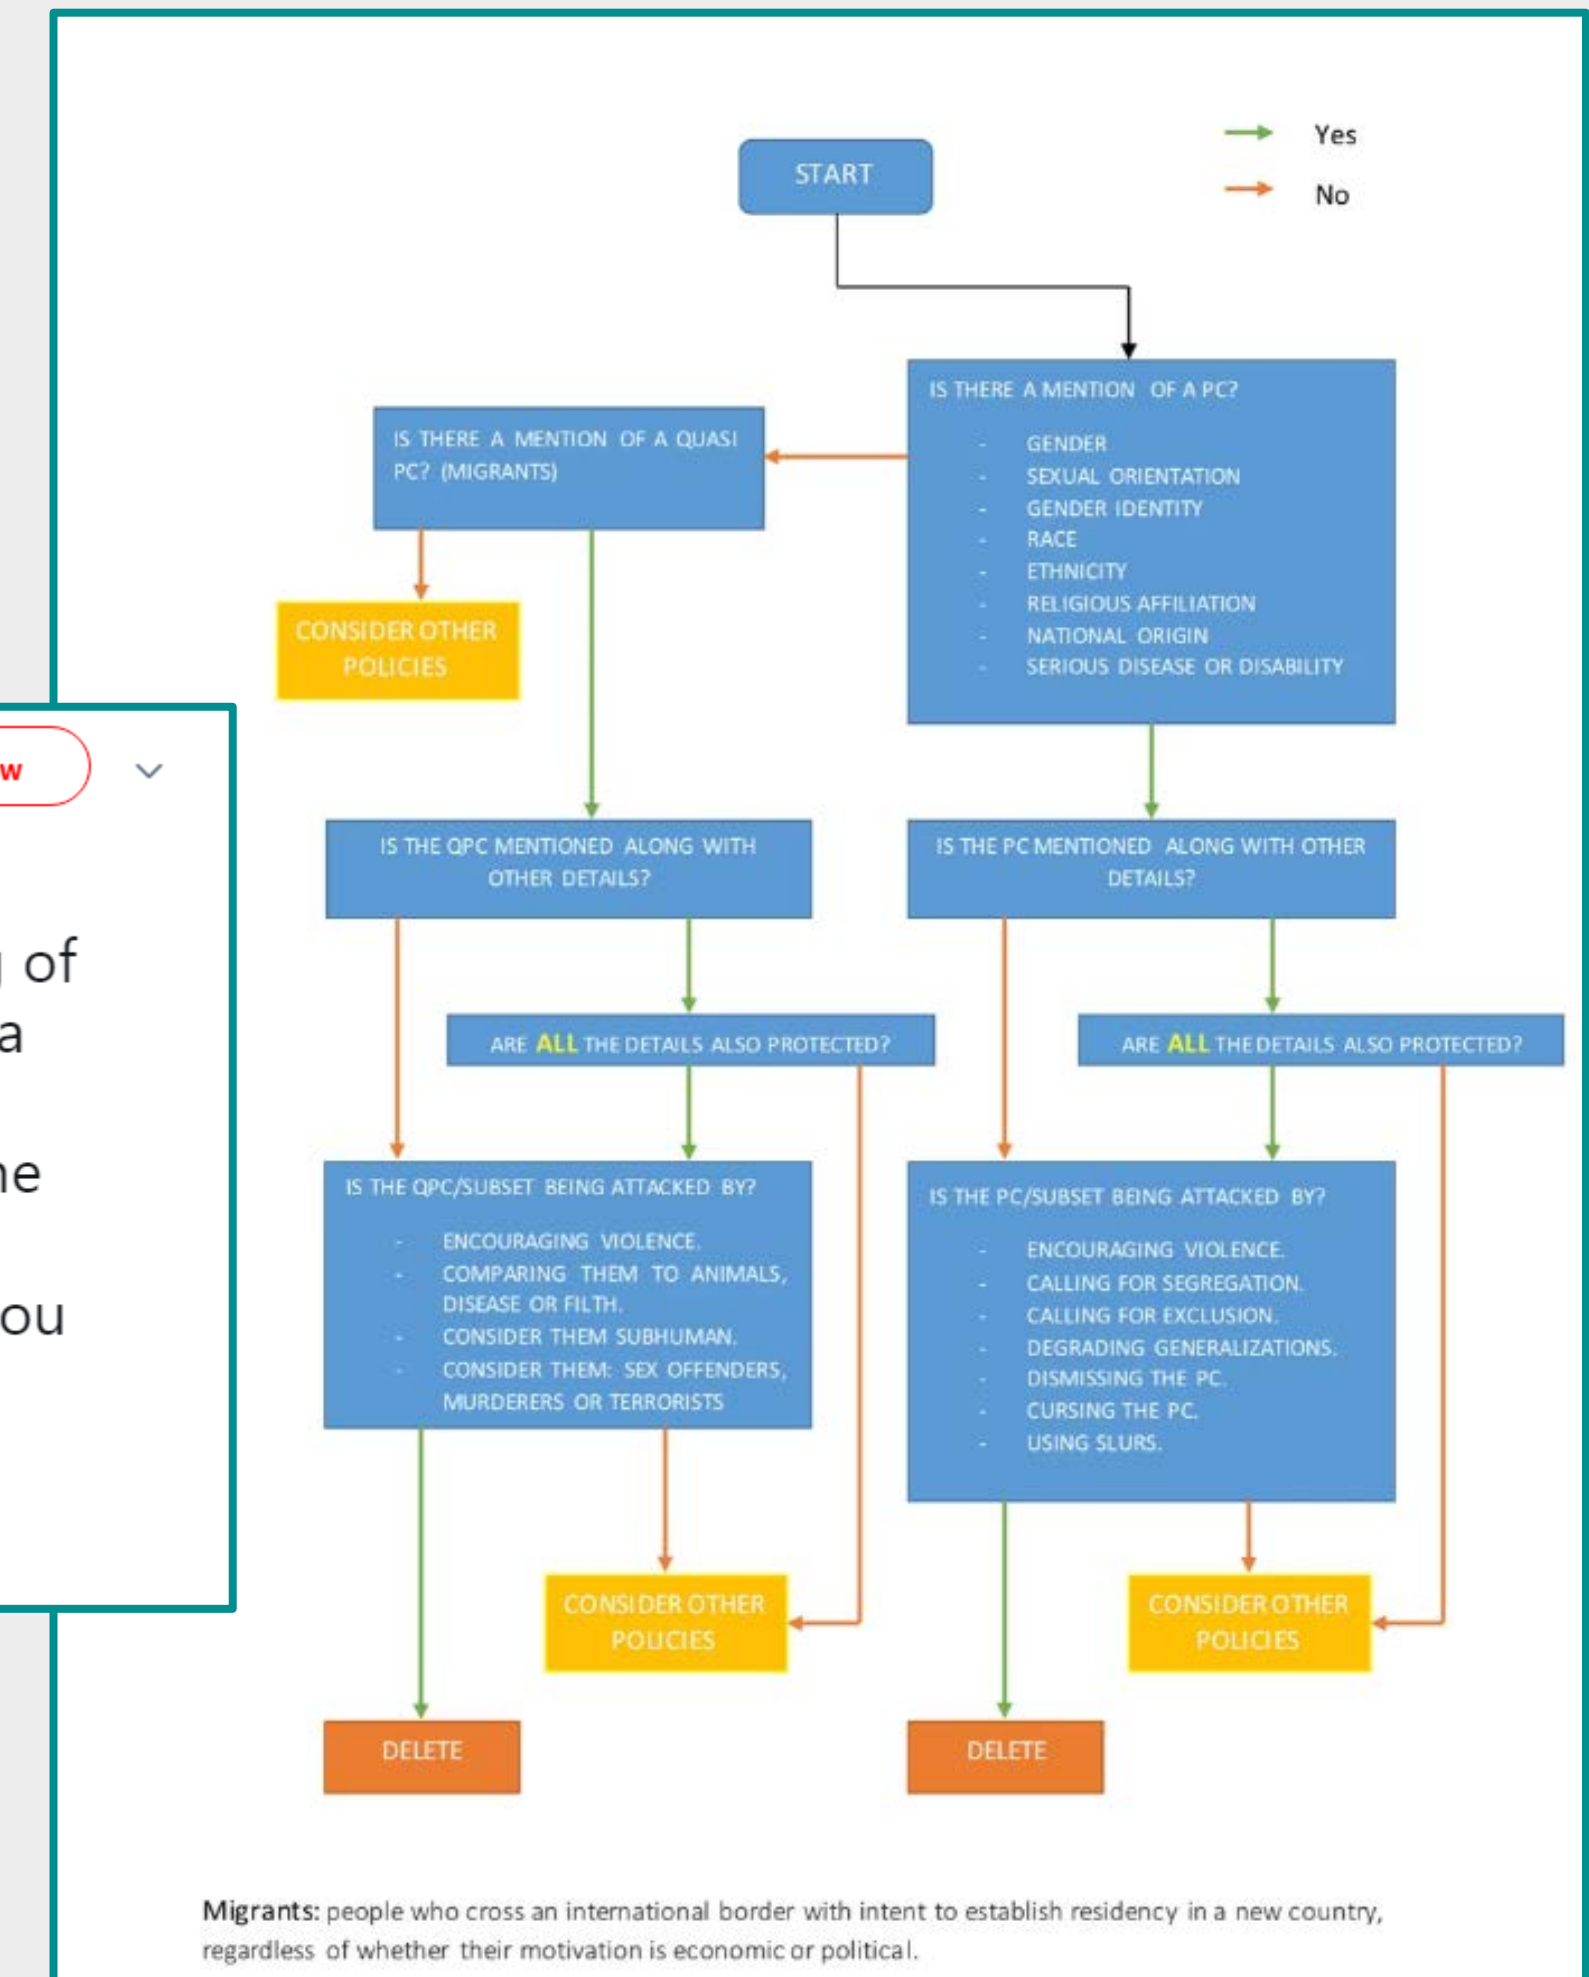 Yes
No
START
IS THERE A MENTION OF A PC?
- GENDER
- SEXUAL ORIENTATION
- GENDER IDENTITY
- RACE
- ETHNICITY
- RELIGIOUS AFFILIATION
- NATIONAL ORIGIN
- SERIOUS DISEASE OR DISABILITY
IS THERE A MENTION OF A QUASI
PC? (MIGRANTS)
CONSIDER OTHER
POLICIES
w
g of
a
ne
ou
IS THE QPC MENTIONED ALONG WITH
OTHER DETAILS?
IS THE PC MENTIONED ALONG WITH OTHER
DETAILS?
ARE ALL THE DETAILS ALSO PROTECTED?
ARE ALL THE DETAILS ALSO PROTECTED?
IS THE QPC/SUBSET BEING ATTACKED BY?
- ENCOURAGING VIOLENCE.
- COMPARING THEM TO ANIMALS,
DISEASE OR FILTH.
- CONSIDER THEM SUBHUMAN.
- CONSIDER THEM: SEX OFFENDERS,
MURDERERS OR TERRORISTS
IS THE PC/SUBSET BEING ATTACKED BY?
- ENCOURAGING VIOLENCE.
- CALLING FOR SEGREGATION.
- CALLING FOR EXCLUSION.
- DEGRADING GENERALIZATIONS.
- DISMISSING THE PC.
- CURSING THE PC.
- USING SLURS.
CONSIDER OTHER
POLICIES
CONSIDER OTHER
POLICIES
DELETE
DELETE
Migrants: people who cross an international border with intent to establish residency in a new country,
regardless of whether their motivation is economic or political.